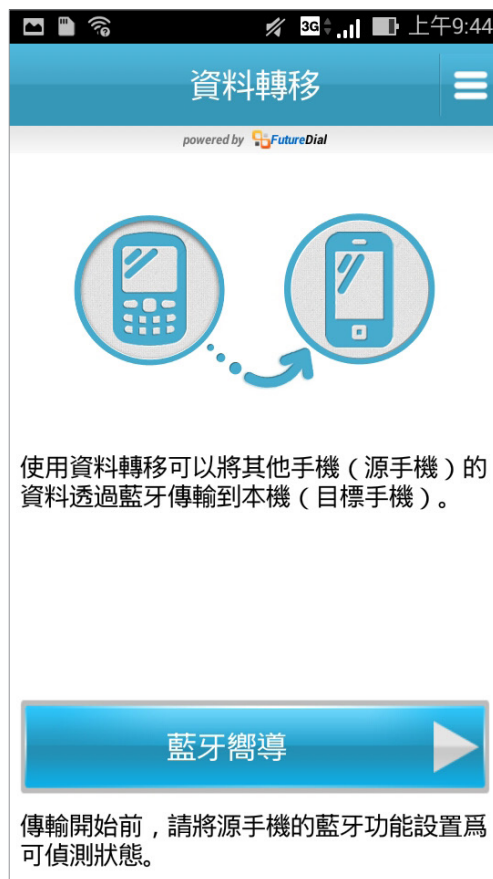 3G 上午9:44
資料轉移
powered by FutureDial
使用資料轉移可以將其他手機（源手機）的
資料透過藍牙傳輸到本機（目標手機）。
藍牙嚮導
傳輸開始前，請將源手機的藍牙功能設置爲
可偵測狀態。